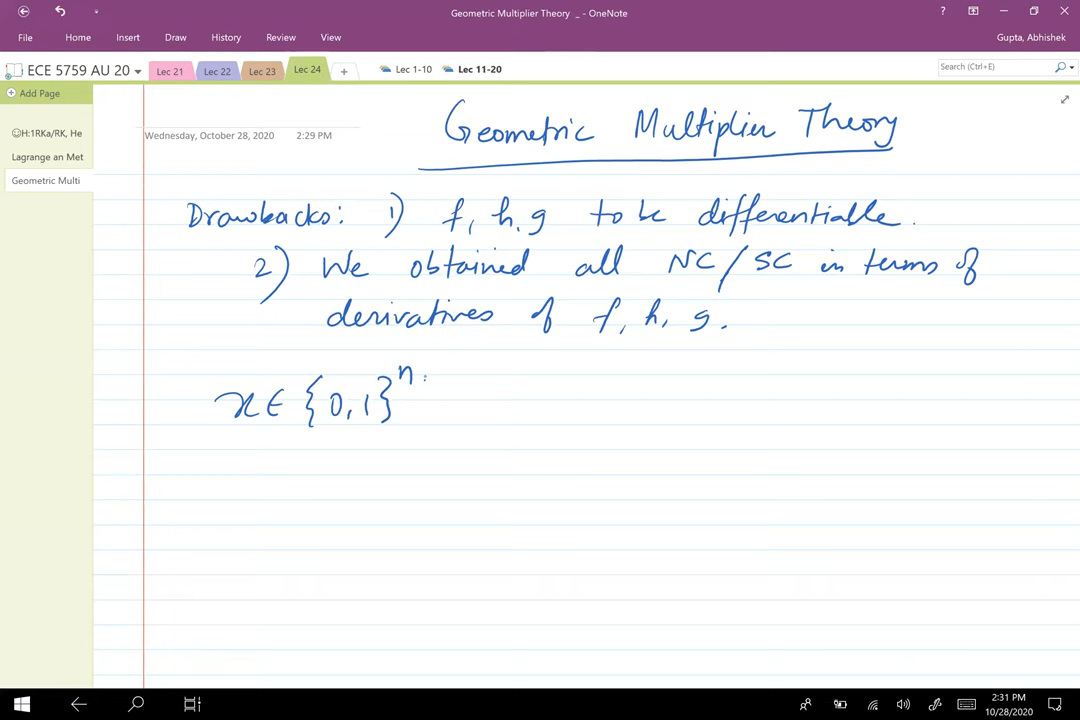 Geometric Multiplier Theory _ - OneNote
?
File Home Insert Draw History Review View
Gupta, Abhishek
ECE 5759 AU 20 Lec 21 Lec 22 Lec 23 Lec 24 + Lec 1-10 Lec 11-20
Search (Ctrl+E)
Add Page
H:1RKa/RK, He
Lagrange an Met
Geometric Multi
Wednesday, October 28, 2020 2:29 PM
Geometric Multiplier Theory
Drawbacks: 1) f, h, g to be differentiable.
2) We obtained all NC/SC in terms of
derivatives of f, h, g.
x ∈ {0,1}ⁿ
2:31 PM
10/28/2020